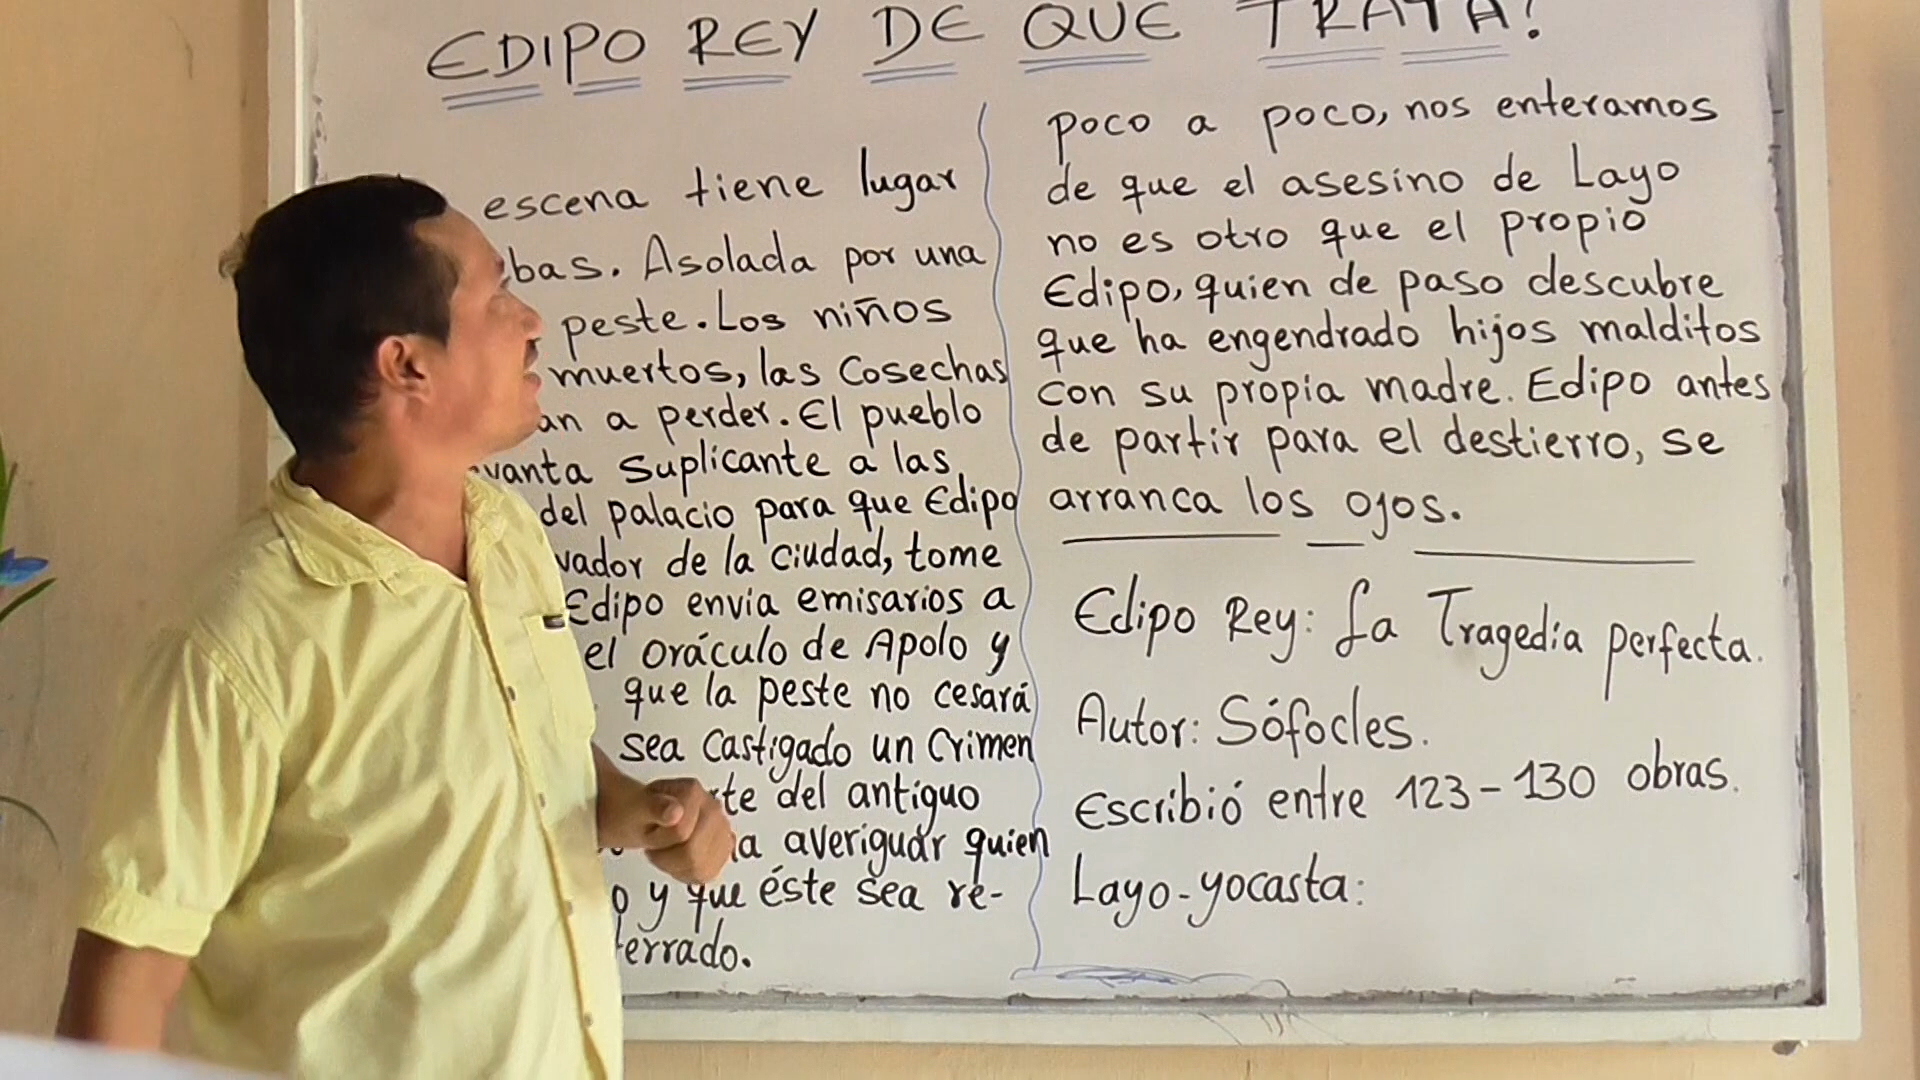 EDIPO REY DE QUE TRATA?
escena tiene lugar
bas. Asolada por una
peste. Los niños
muertos, las Cosechas
an a perder. El pueblo
vanta suplicante a las
del palacio para que Edipo
vador de la ciudad, tome
Edipo envia emisarios a
el Oráculo de Apolo y
que la peste no cesará
sea castigado un Crimen
te del antiguo
a averiguar quien
o y que éste sea re-
terrado.
poco a poco, nos enteramos
de que el asesino de Layo
no es otro que el propio
Edipo, quien de paso descubre
que ha engendrado hijos malditos
con su propia madre. Edipo antes
de partir para el destierro, se
arranca los ojos.
Edipo Rey: La Tragedia perfecta.
Autor: Sófocles.
Escribió entre 123-130 obras.
Layo-yocasta: